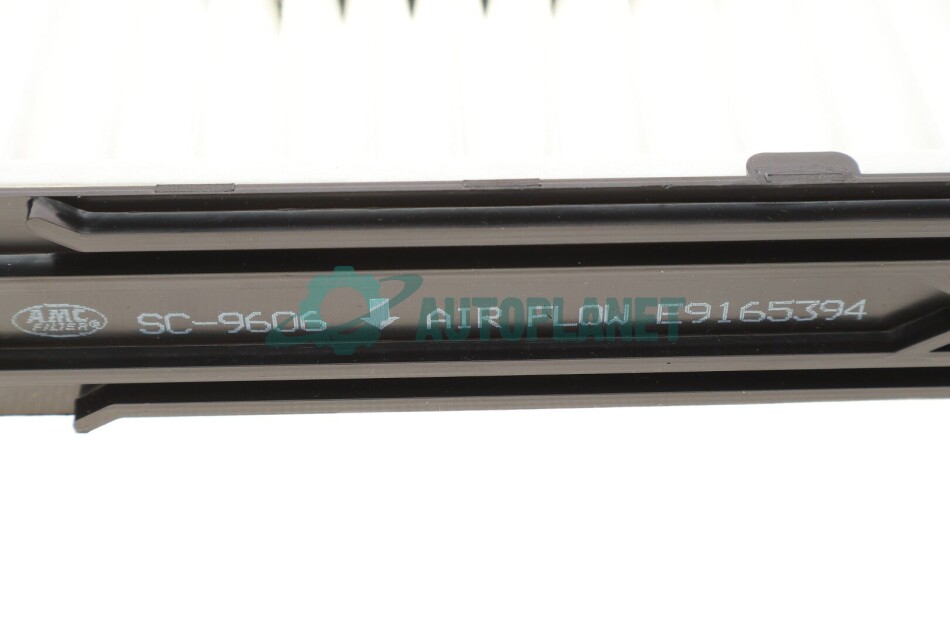 AMC
FILTER®
SC-9606 ↓ AIR FLOW E9165394
AUTOPLANET